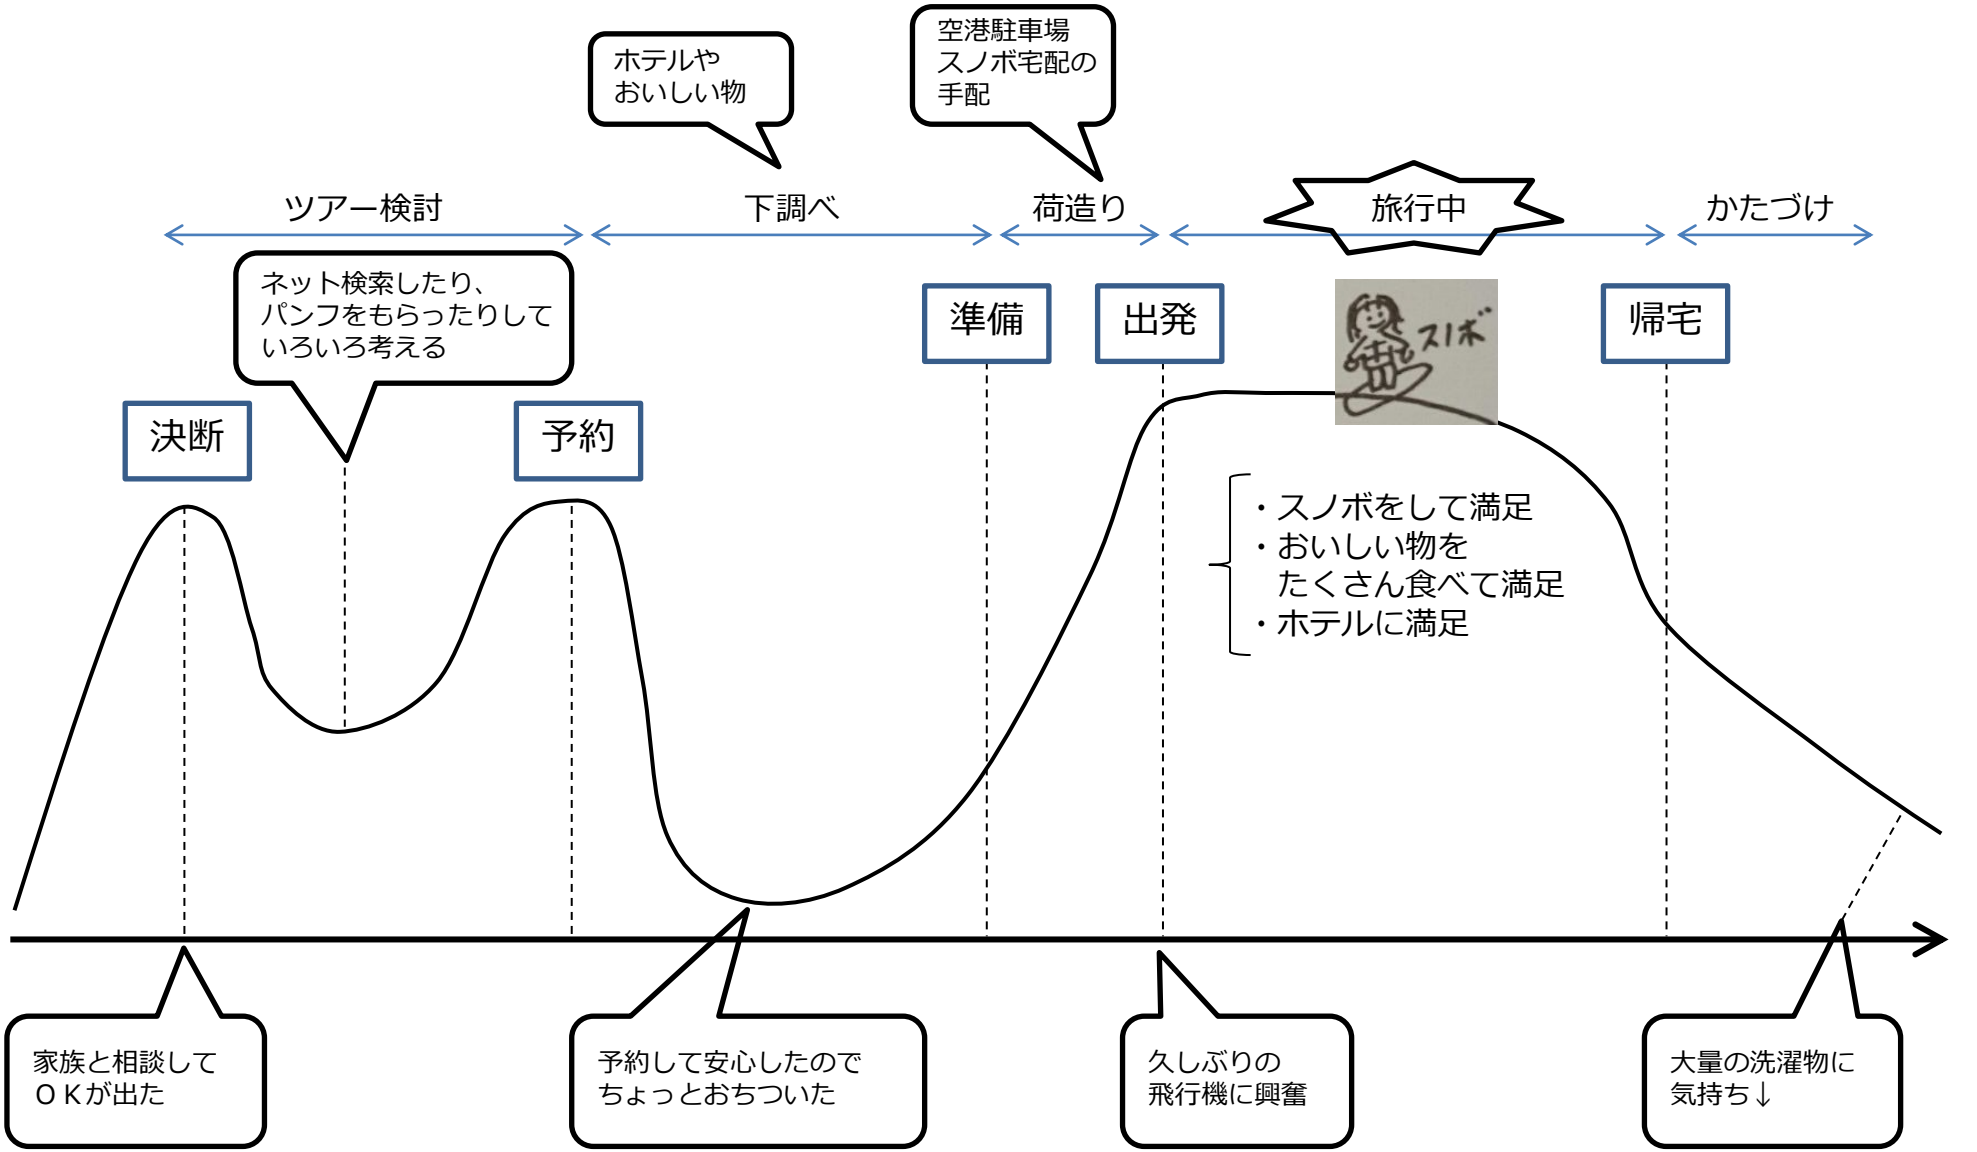 ホテルや
おいしい物
空港駐車場
スノボ宅配の
手配
ツアー検討
下調べ
荷造り
旅行中
かたづけ
ネット検索したり、
パンフをもらったりして
いろいろ考える
準備
出発
スノボ
帰宅
決断
予約
・スノボをして満足
・おいしい物を
たくさん食べて満足
・ホテルに満足
家族と相談して
ＯＫが出た
予約して安心したので
ちょっとおちついた
久しぶりの
飛行機に興奮
大量の洗濯物に
気持ち↓